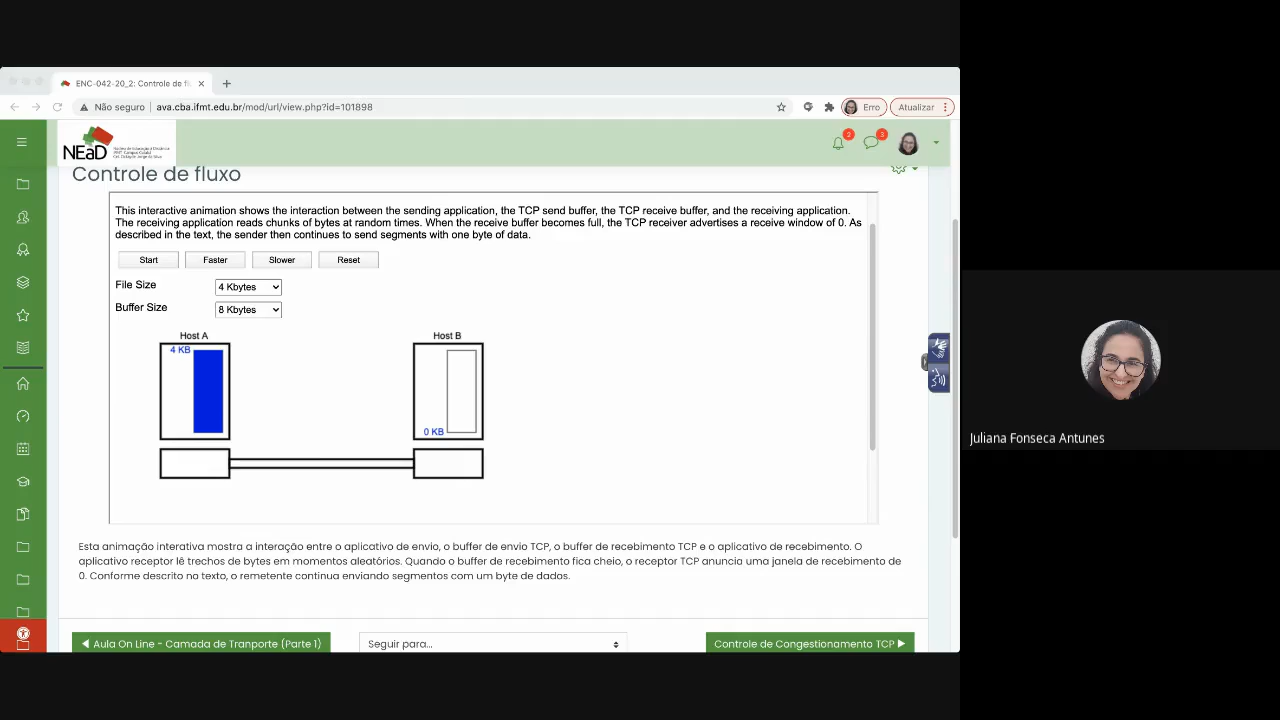 ENC-042-20_2: Controle de fl
Não seguro
ava.cba.ifmt.edu.br/mod/url/view.php?id=101898
Erro
Atualizar
NEaD
2
3
Controle de fluxo
This interactive animation shows the interaction between the sending application, the TCP send buffer, the TCP receive buffer, and the receiving application.
The receiving application reads chunks of bytes at random times. When the receive buffer becomes full, the TCP receiver advertises a receive window of 0. As
described in the text, the sender then continues to send segments with one byte of data.
Start
Faster
Slower
Reset
File Size
4 Kbytes
Buffer Size
8 Kbytes
Host A
Host B
4 KB
0 KB
Juliana Fonseca Antunes
Esta animação interativa mostra a interação entre o aplicativo de envio, o buffer de envio TCP, o buffer de recebimento TCP e o aplicativo de recebimento. O
aplicativo receptor lê trechos de bytes em momentos aleatórios. Quando o buffer de recebimento fica cheio, o receptor TCP anuncia uma janela de recebimento de
0. Conforme descrito na texto, o remetente continua enviando segmentos com um byte de dados.
◀ Aula On Line - Camada de Tranporte (Parte 1)
Seguir para...
Controle de Congestionamento TCP ▶